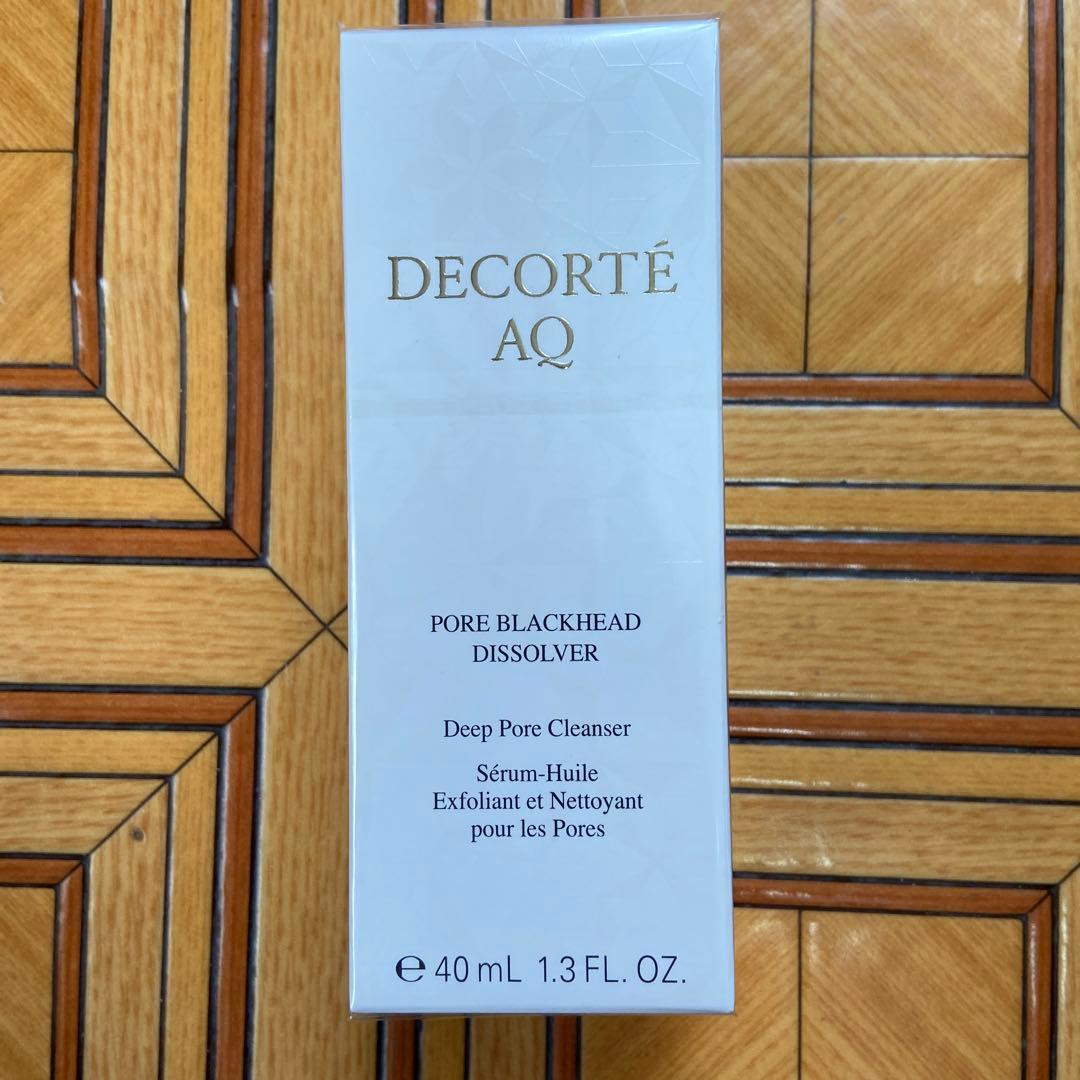 DECORTÉ
AQ
PORE BLACKHEAD
DISSOLVER
Deep Pore Cleanser
Sérum-Huile
Exfoliant et Nettoyant
pour les Pores
℮ 40 mL 1.3 FL. OZ.